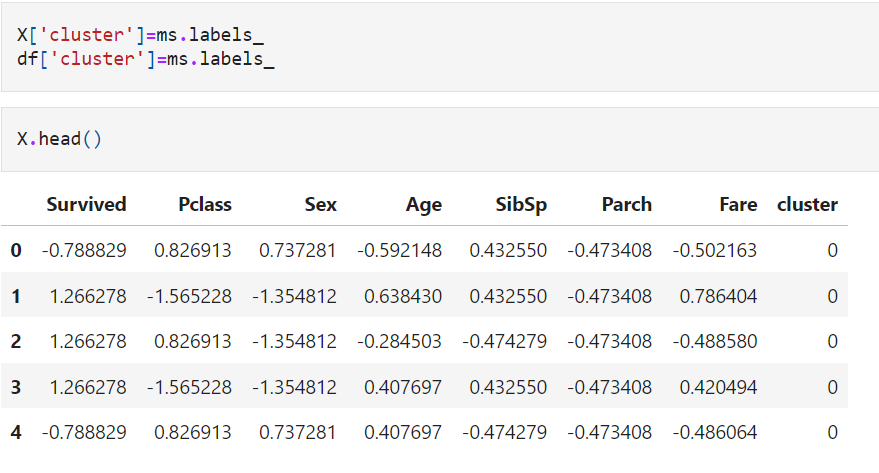 X['cluster']=ms.labels_
df['cluster']=ms.labels_
X.head()
Survived Pclass Sex Age SibSp Parch Fare cluster
0 -0.788829 0.826913 0.737281 -0.592148 0.432550 -0.473408 -0.502163 0
1 1.266278 -1.565228 -1.354812 0.638430 0.432550 -0.473408 0.786404 0
2 1.266278 0.826913 -1.354812 -0.284503 -0.474279 -0.473408 -0.488580 0
3 1.266278 -1.565228 -1.354812 0.407697 0.432550 -0.473408 0.420494 0
4 -0.788829 0.826913 0.737281 0.407697 -0.474279 -0.473408 -0.486064 0